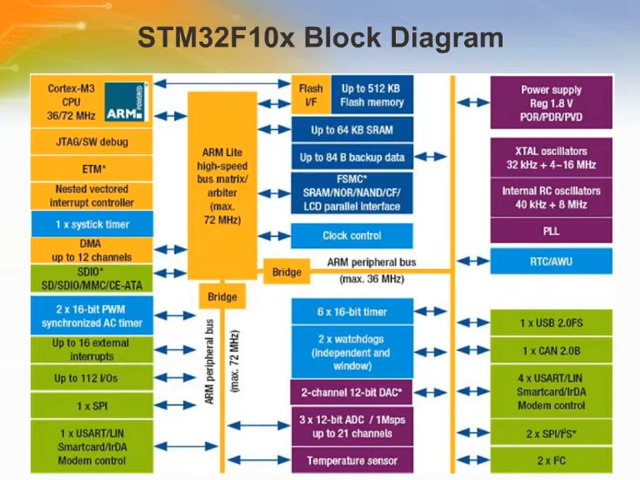 STM32F10x Block Diagram
Cortex-M3
CPU
36/72 MHz
ARM POWERED
JTAG/SW debug
ETM*
Nested vectored
interrupt controller
1 x systick timer
DMA
up to 12 channels
SDIO*
SD/SDIO/MMC/CE-ATA
2 x 16-bit PWM
synchronized AC timer
Up to 16 external
interrupts
Up to 112 I/Os
1 x SPI
1 x USART/LIN
Smartcard/IrDA
Modem control
ARM Lite
high-speed
bus matrix/
arbiter
(max.
72 MHz)
Bridge
Bridge
ARM peripheral bus
(max. 72 MHz)
ARM peripheral bus
(max. 36 MHz)
Flash
I/F
Up to 512 KB
Flash memory
Up to 64 KB SRAM
Up to 84 B backup data
FSMC*
SRAM/NOR/NAND/CF/
LCD parallel interface
Clock control
6 x 16-bit timer
2 x watchdogs
(independent and
window)
2-channel 12-bit DAC*
3 x 12-bit ADC / 1Msps
up to 21 channels
Temperature sensor
Power supply
Reg 1.8 V
POR/PDR/PVD
XTAL oscillators
32 kHz + 4~16 MHz
Internal RC oscillators
40 kHz + 8 MHz
PLL
RTC/AWU
1 x USB 2.0FS
1 x CAN 2.0B
4 x USART/LIN
Smartcard/IrDA
Modem control
2 x SPI/I²S*
2 x I²C